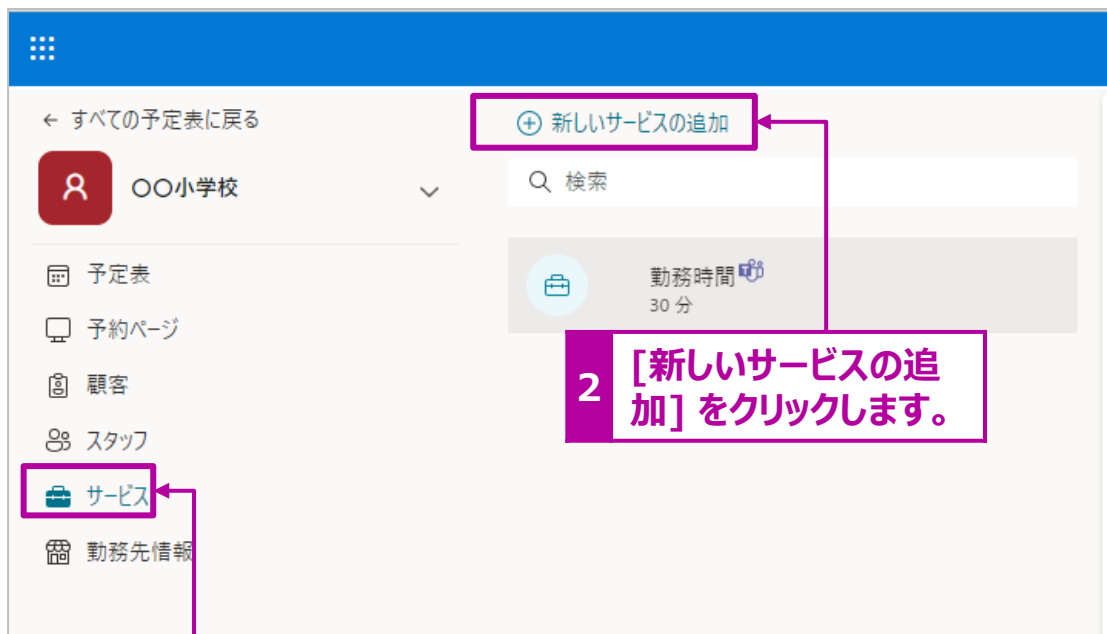 ← すべての予定表に戻る
新しいサービスの追加
〇〇小学校
検索
予定表
勤務時間
30 分
予約ページ
顧客
スタッフ
サービス
勤務先情報
2
[新しいサービスの追
加] をクリックします。